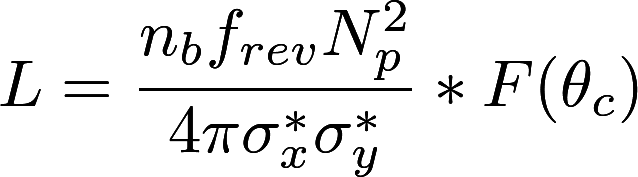 L = \frac{n_b f_{rev} N_p^2}{4\pi\sigma_x^*\sigma_y^*} * F(\theta_c)